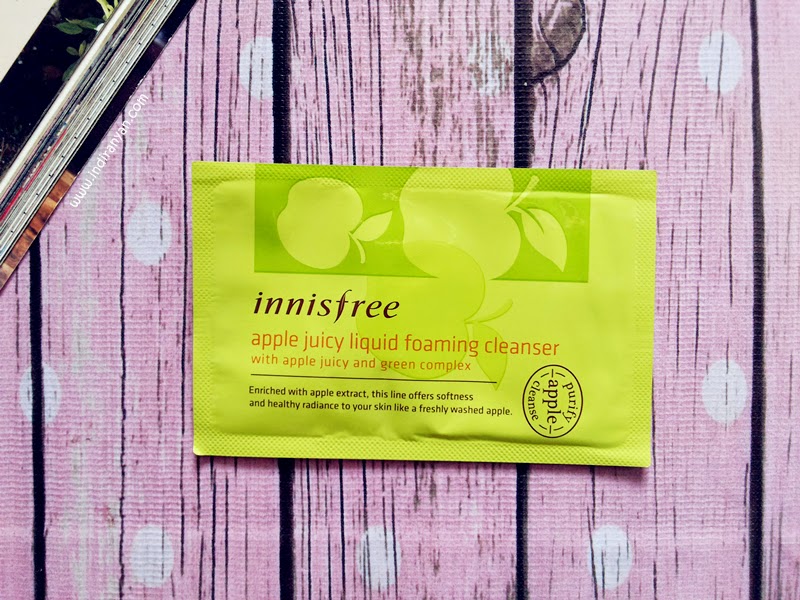 innisfree
apple juicy liquid foaming cleanser
with apple juicy and green complex
Enriched with apple extract, this line offers softness
and healthy radiance to your skin like a freshly washed apple.
purify
apple
cleanse